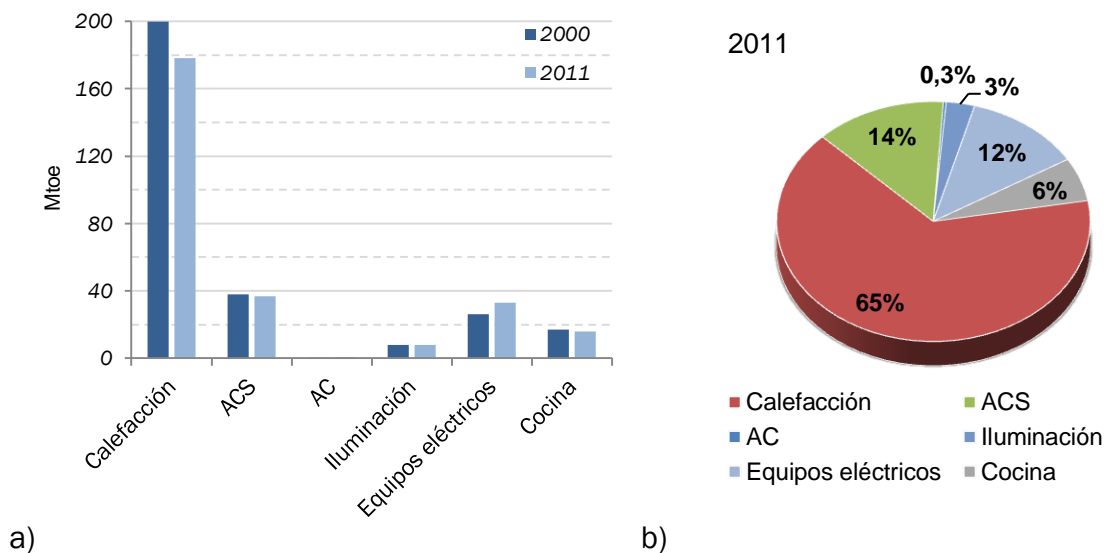 200
160
120
80
40
0
Mtoe
2000
2011
Calefacción
ACS
AC
Iluminación
Equipos eléctricos
Cocina
a)
2011
0,3%
3%
14%
12%
6%
65%
Calefacción
ACS
AC
Iluminación
Equipos eléctricos
Cocina
b)